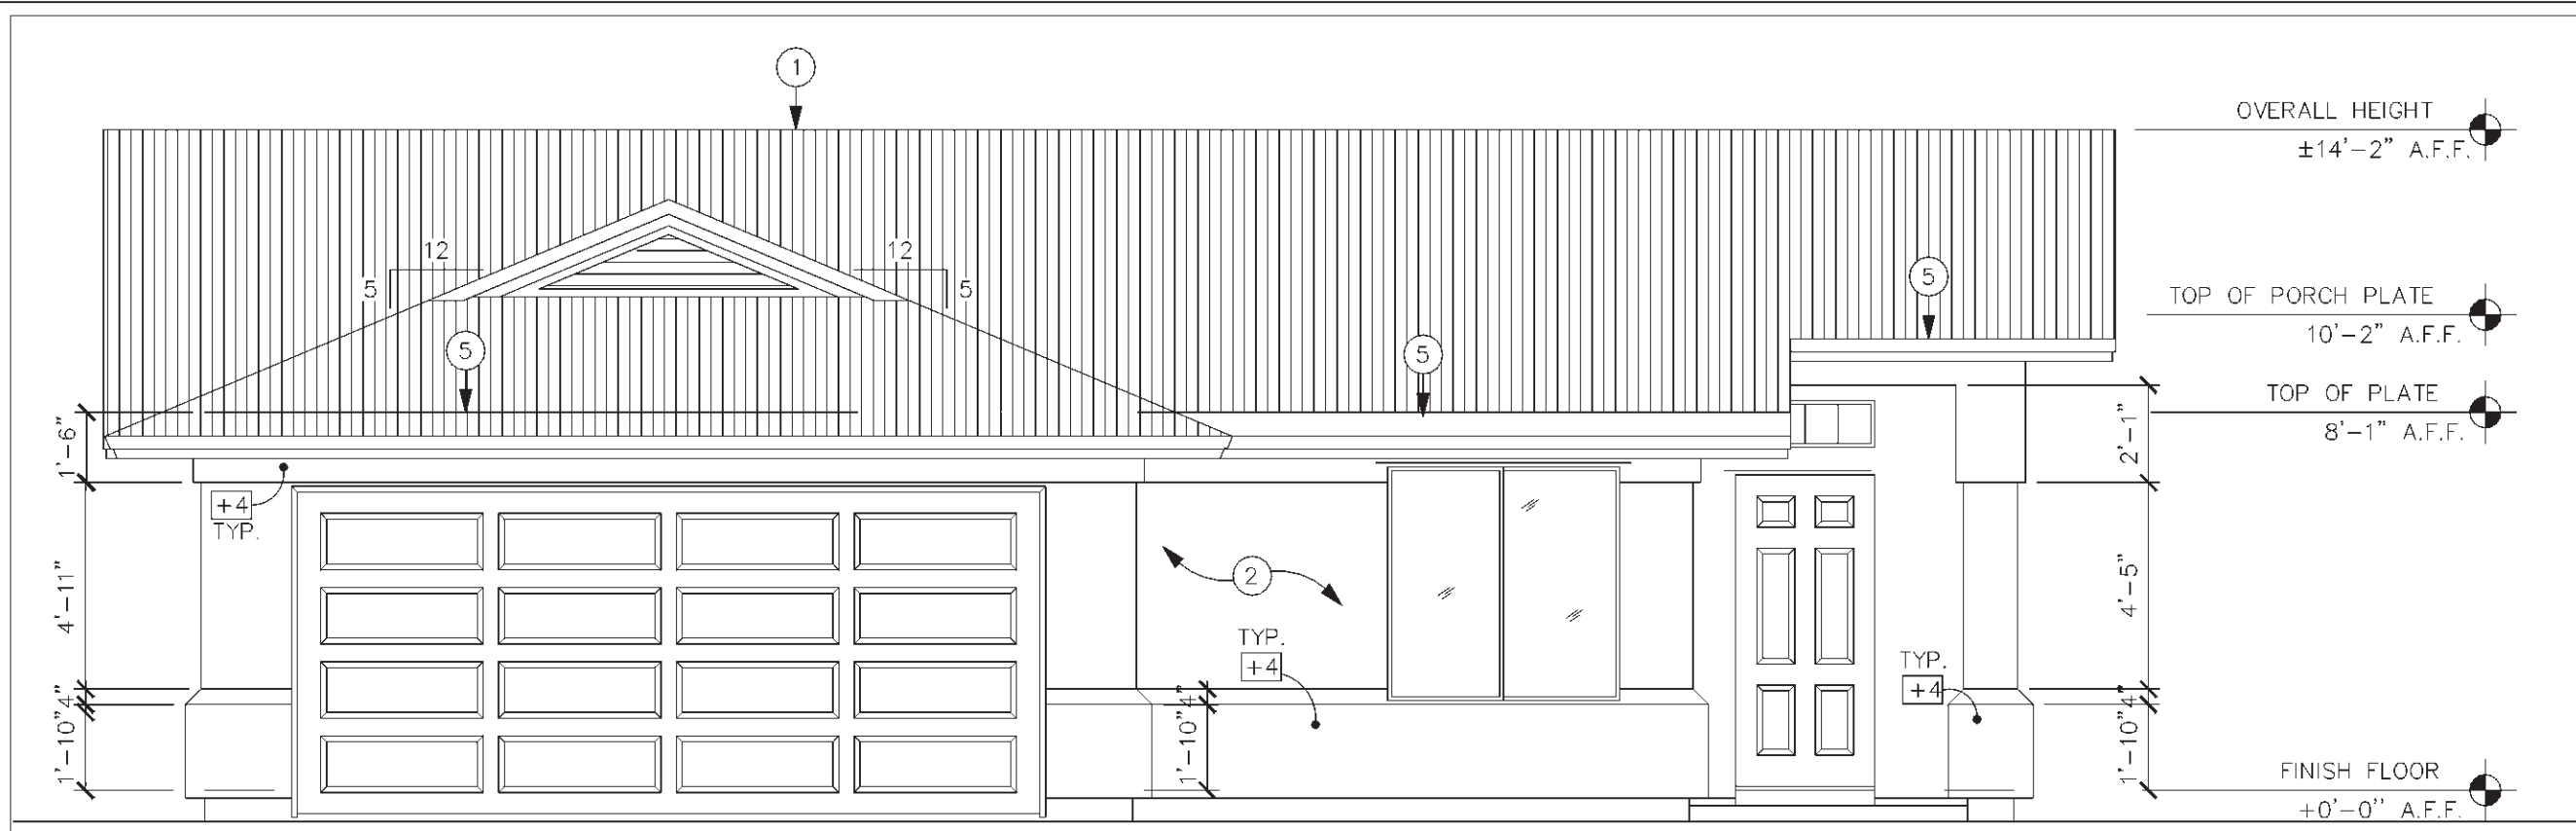 1
OVERALL HEIGHT
±14'-2" A.F.F.
12
12
5
5
5
TOP OF PORCH PLATE
10'-2" A.F.F.
5
5
TOP OF PLATE
8'-1" A.F.F.
1'-6"
2'-1"
+4
TYP.
4'-11"
2
4'-5"
TYP.
+4
TYP.
+4
4"
4"
4"
1'-10"
1'-10"
1'-10"
FINISH FLOOR
+0'-0" A.F.F.